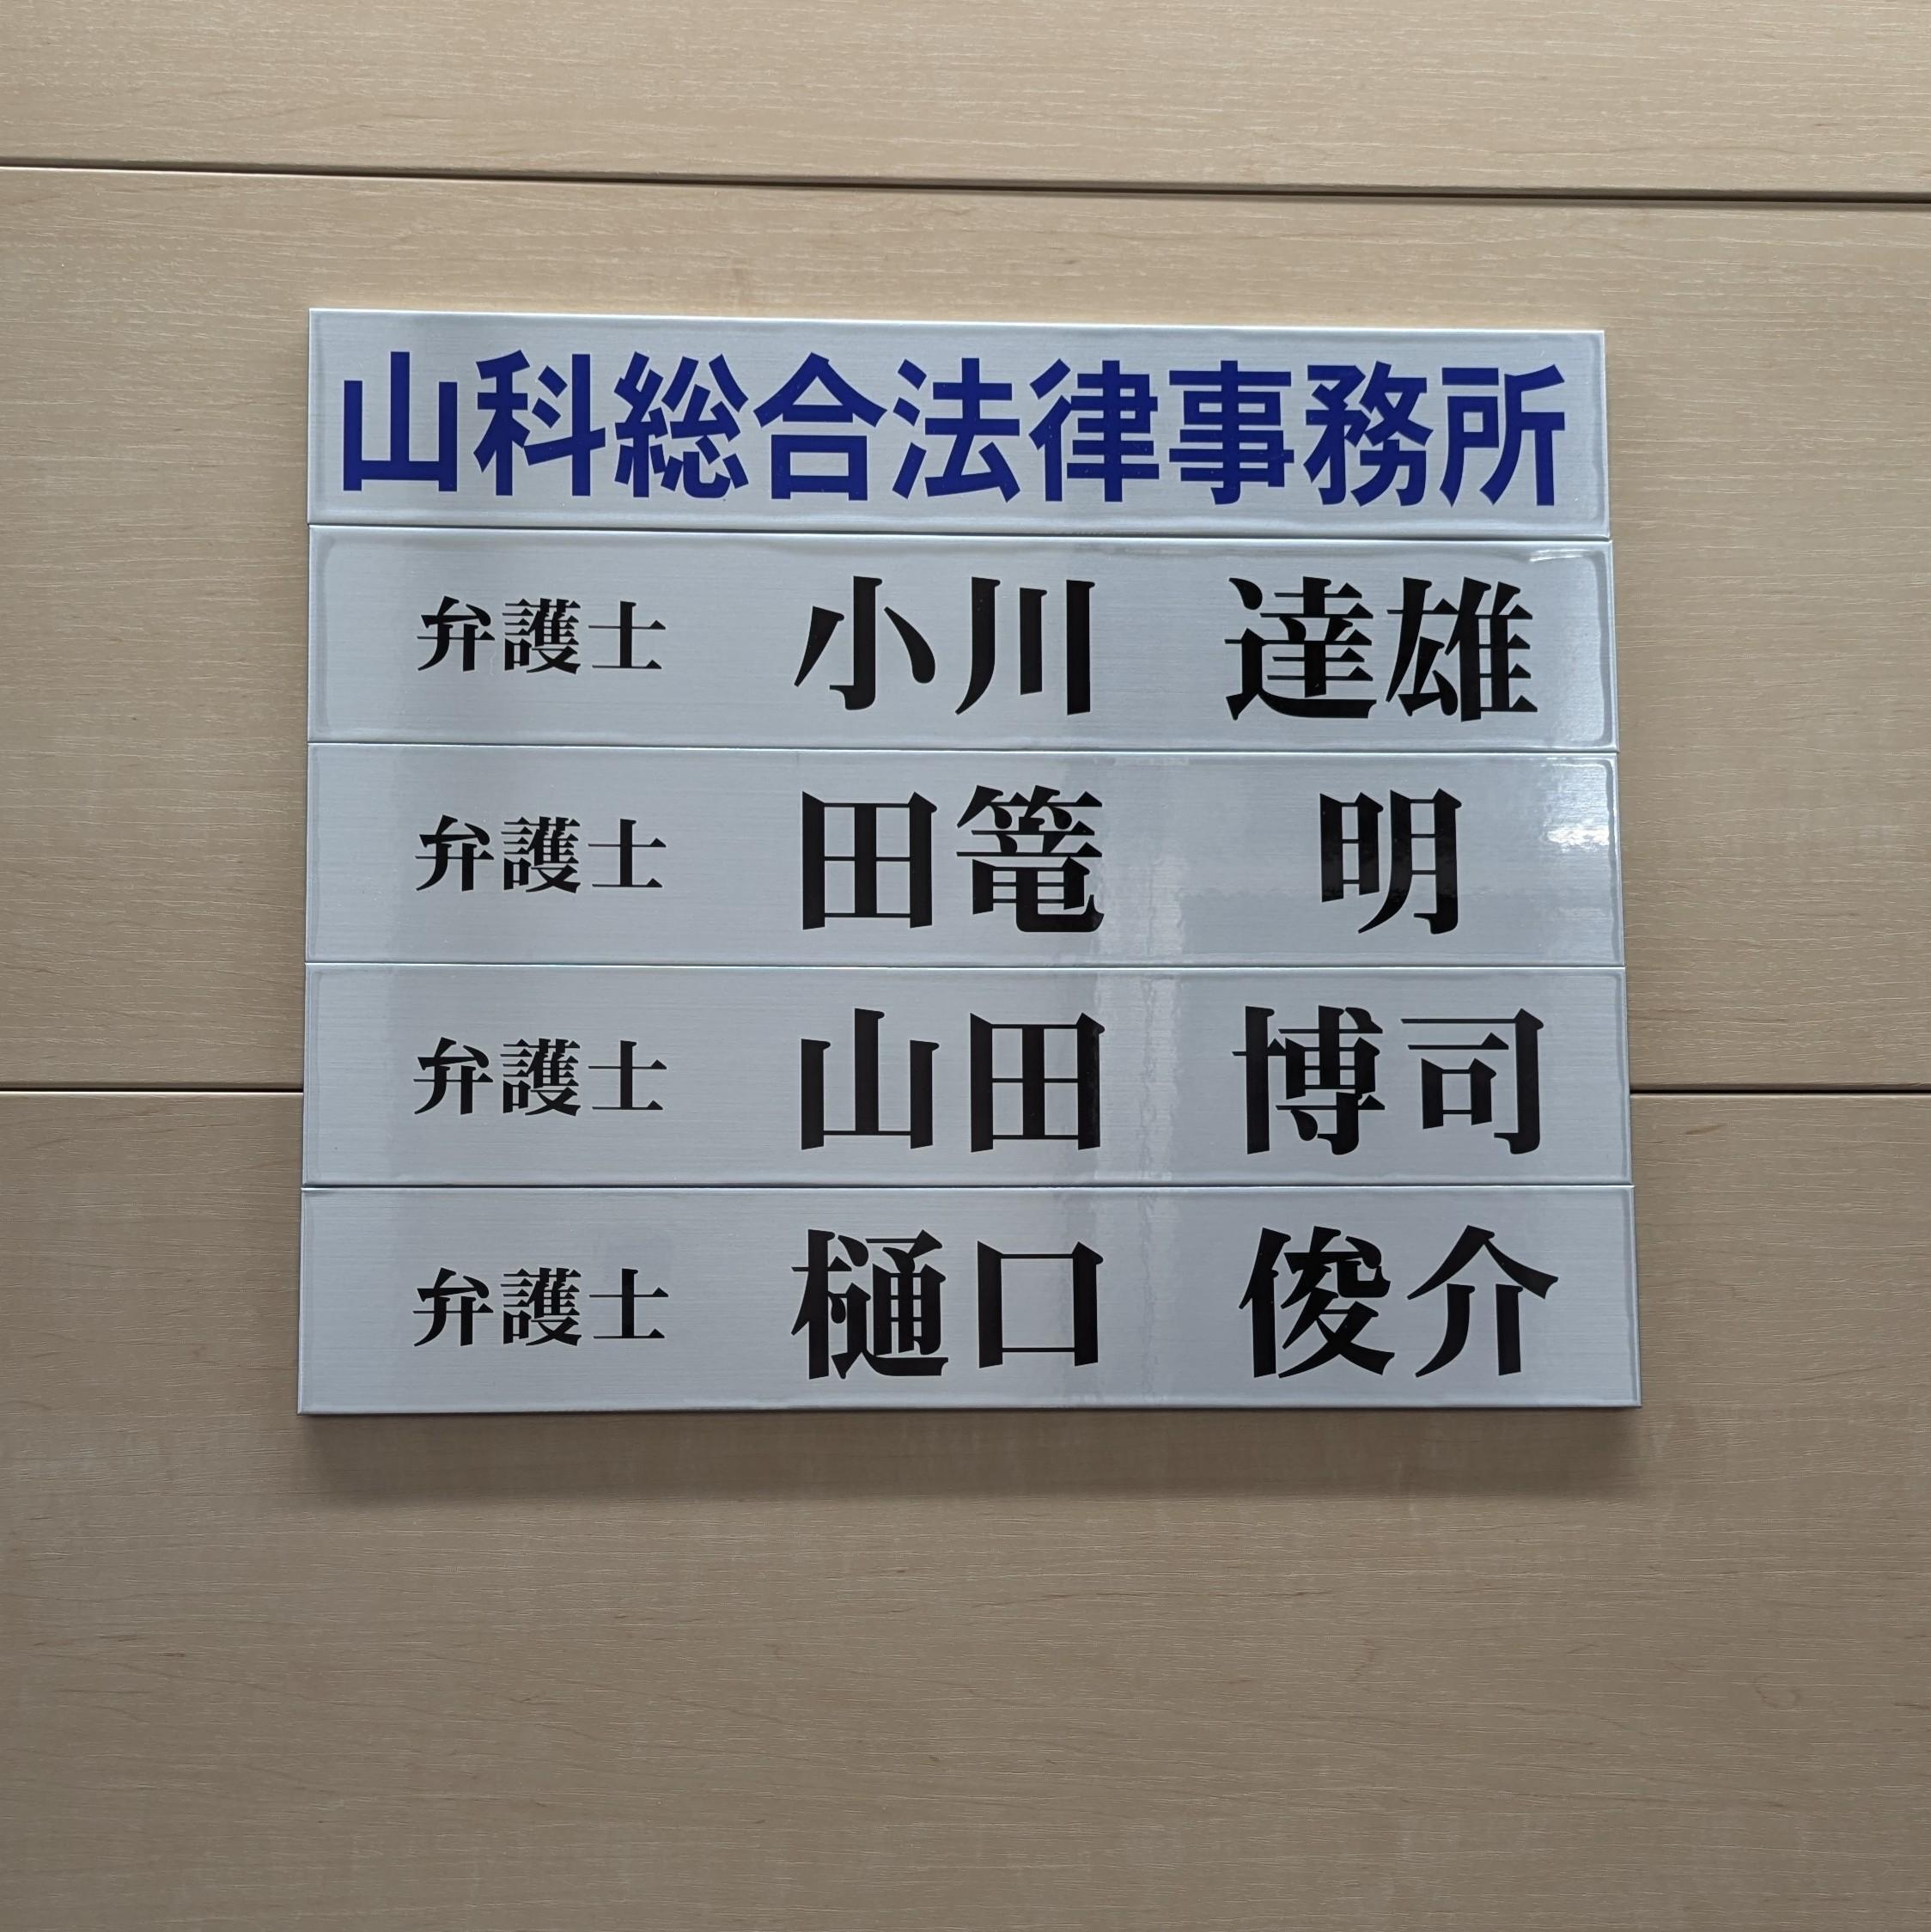 山科総合法律事務所
弁護士 小川 達雄
弁護士 田篭 明
弁護士 山田 博司
弁護士 樋口 俊介